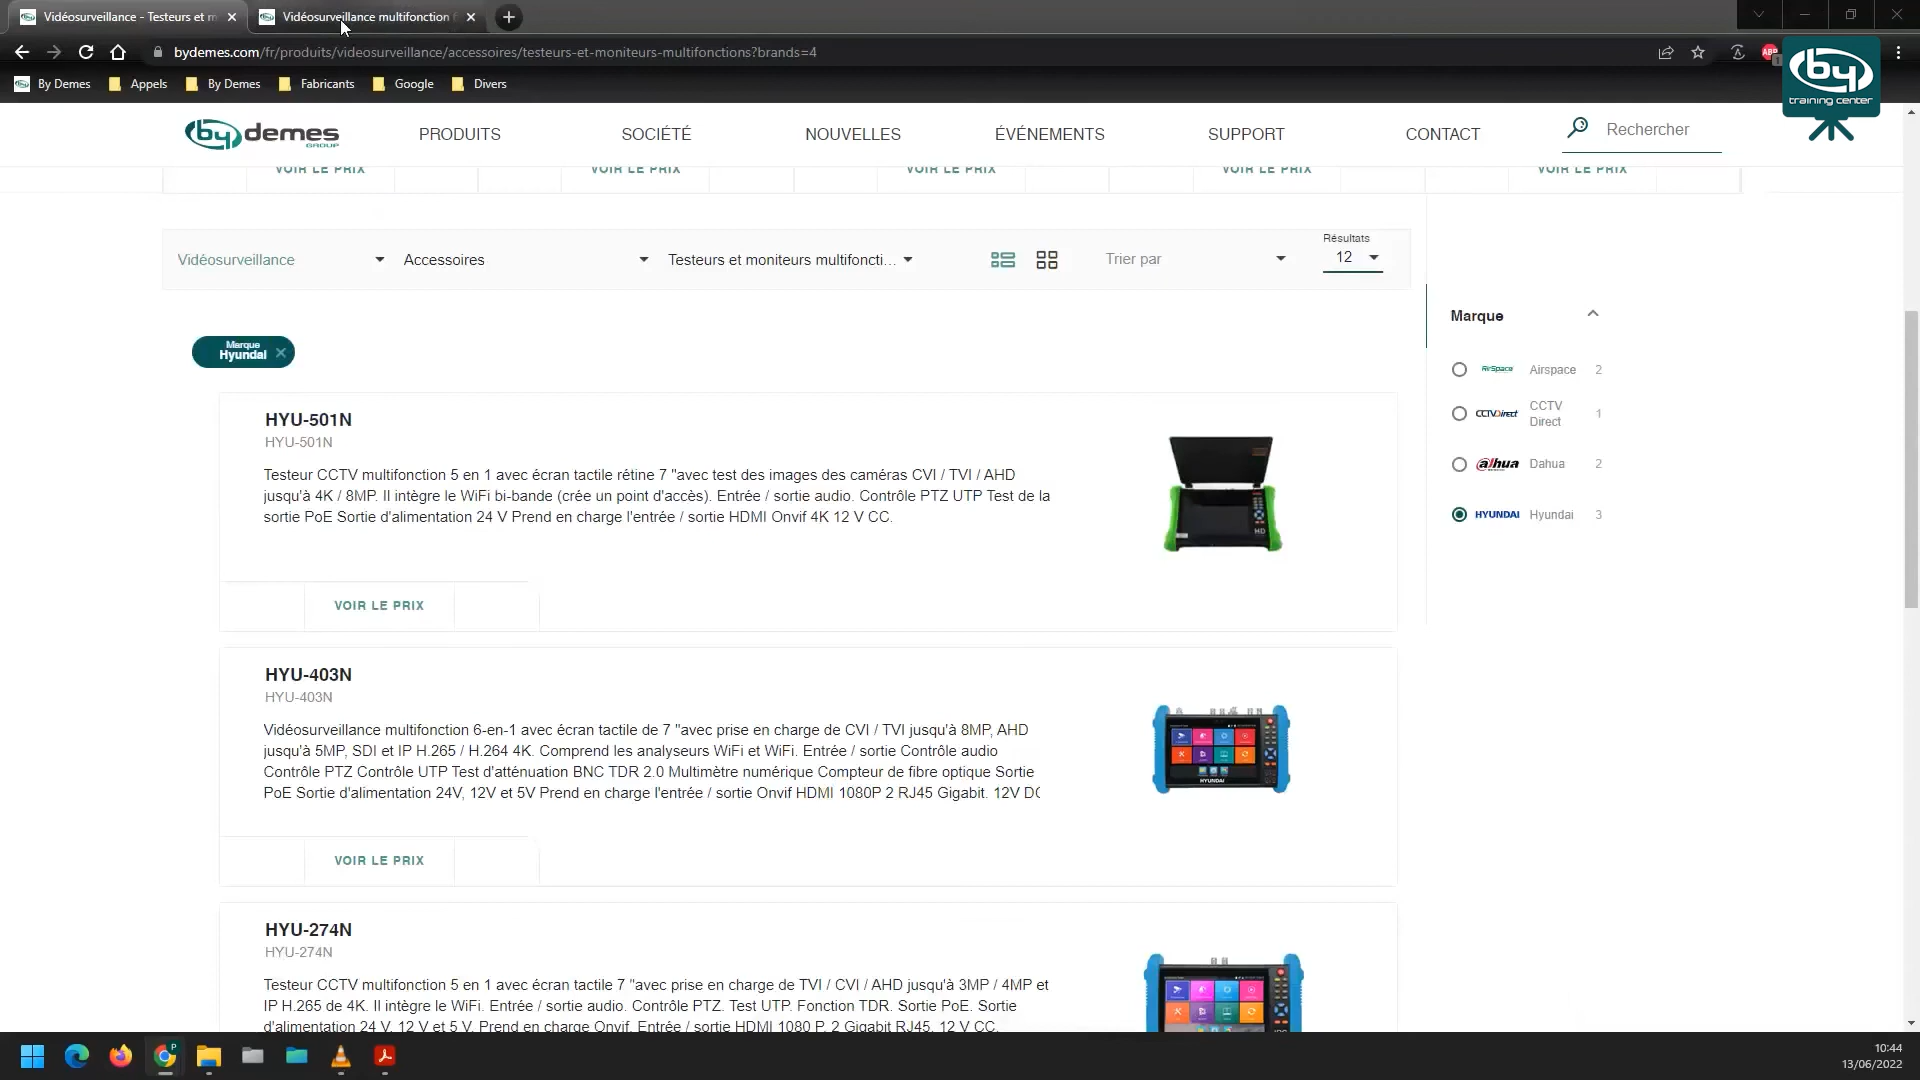 Vidéosurveillance - Testeurs et m
Vidéosurveillance multifonction 6
bydemes.com/fr/produits/videosurveillance/accessoires/testeurs-et-moniteurs-multifonctions?brands=4
ABP
1
By Demes
Appels
By Demes
Fabricants
Google
Divers
by
training center
by demes
GROUP
PRODUITS
SOCIÉTÉ
NOUVELLES
ÉVÉNEMENTS
SUPPORT
CONTACT
Rechercher
VOIR LE PRIX
VOIR LE PRIX
VOIR LE PRIX
VOIR LE PRIX
VOIR LE PRIX
Vidéosurveillance
Accessoires
Testeurs et moniteurs multifoncti...
Trier par
Résultats
12
Marque
Hyundai
Marque
AirSpace Airspace 2
CCTVDirect CCTV Direct 1
alhua Dahua 2
HYUNDAI Hyundai 3
HYU-501N
HYU-501N
Testeur CCTV multifonction 5 en 1 avec écran tactile rétine 7 "avec test des images des caméras CVI / TVI / AHD
jusqu'à 4K / 8MP. Il intègre le WiFi bi-bande (crée un point d'accès). Entrée / sortie audio. Contrôle PTZ UTP Test de la
sortie PoE Sortie d'alimentation 24 V Prend en charge l'entrée / sortie HDMI Onvif 4K 12 V CC.
HD
VOIR LE PRIX
HYU-403N
HYU-403N
Vidéosurveillance multifonction 6-en-1 avec écran tactile de 7 "avec prise en charge de CVI / TVI jusqu'à 8MP, AHD
jusqu'à 5MP, SDI et IP H.265 / H.264 4K. Comprend les analyseurs WiFi et WiFi. Entrée / sortie Contrôle audio
Contrôle PTZ Contrôle UTP Test d'atténuation BNC TDR 2.0 Multimètre numérique Compteur de fibre optique Sortie
PoE Sortie d'alimentation 24V, 12V et 5V Prend en charge l'entrée / sortie Onvif HDMI 1080P 2 RJ45 Gigabit. 12V DC
HYUNDAI
VOIR LE PRIX
HYU-274N
HYU-274N
Testeur CCTV multifonction 5 en 1 avec écran tactile 7 "avec prise en charge de TVI / CVI / AHD jusqu'à 3MP / 4MP et
IP H.265 de 4K. Il intègre le WiFi. Entrée / sortie audio. Contrôle PTZ. Test UTP. Fonction TDR. Sortie PoE. Sortie
d'alimentation 24 V, 12 V et 5 V. Prend en charge Onvif. Entrée / sortie HDMI 1080 P. 2 Gigabit RJ45. 12 V CC.
P
10:44
13/06/2022